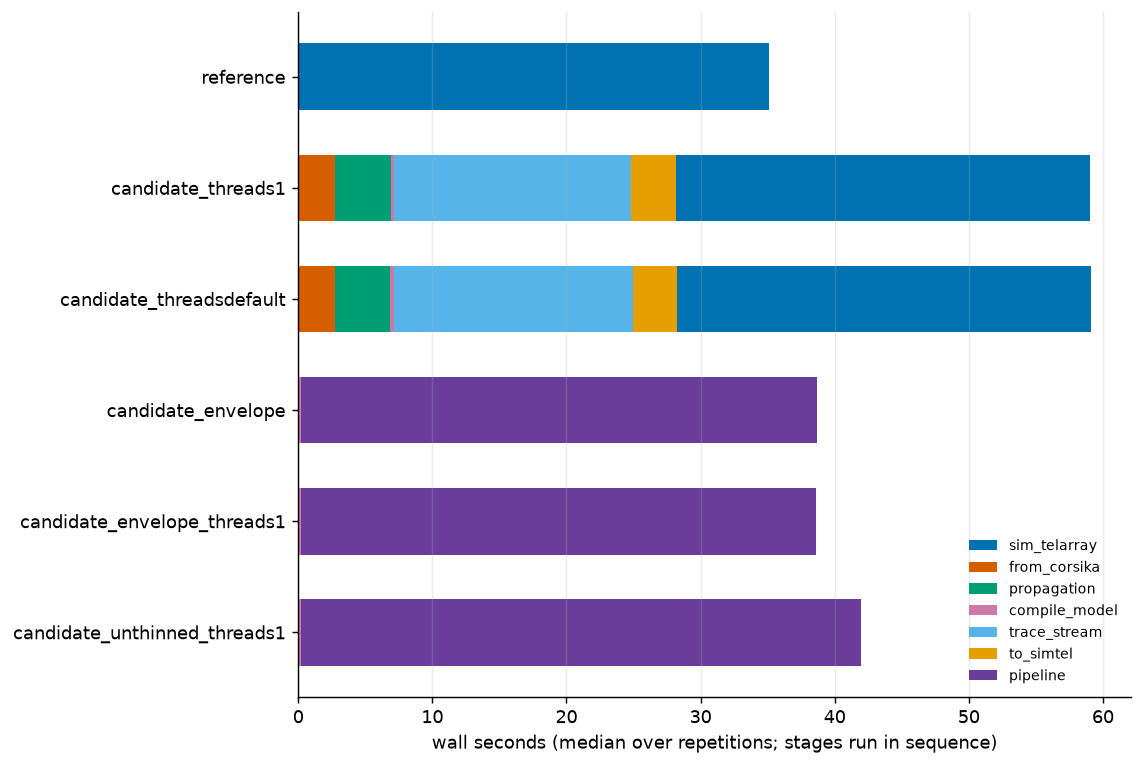 reference
candidate_threads1
candidate_threadsdefault
candidate_envelope
candidate_envelope_threads1
candidate_unthinned_threads1
sim_telarray
from_corsika
propagation
compile_model
trace_stream
to_simtel
pipeline
0 10 20 30 40 50 60
wall seconds (median over repetitions; stages run in sequence)